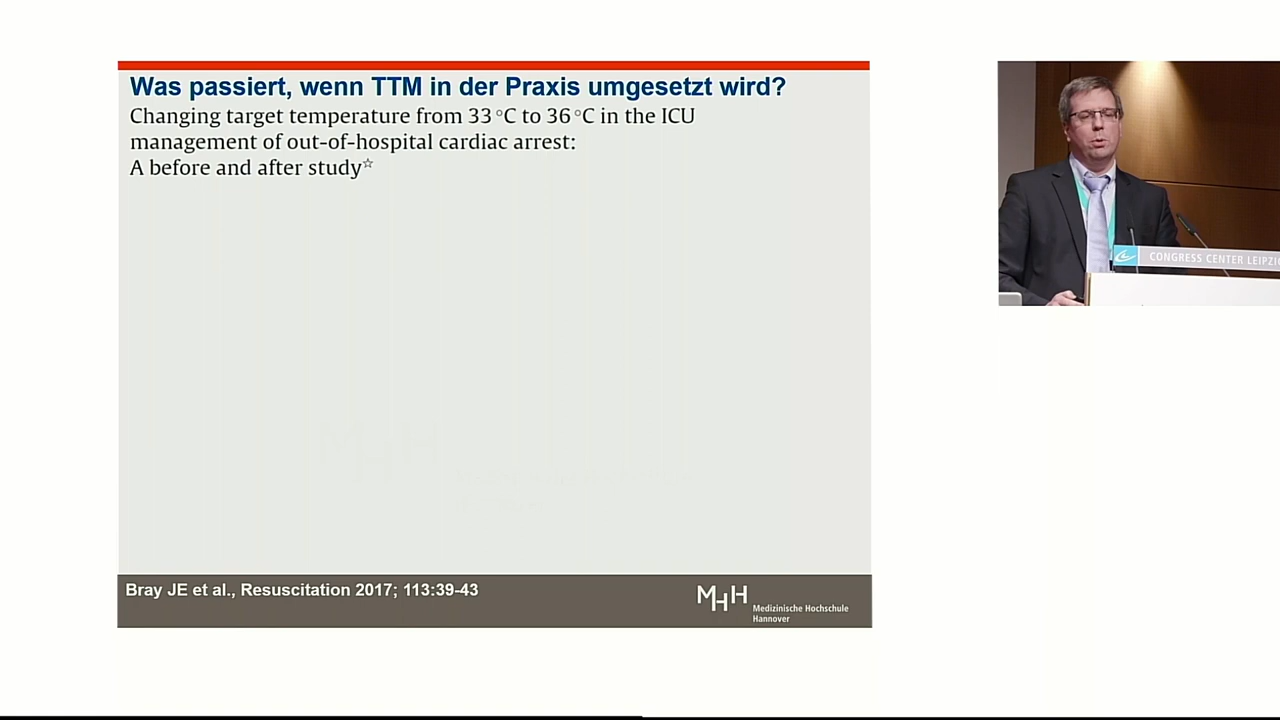 Was passiert, wenn TTM in der Praxis umgesetzt wird?
Changing target temperature from 33 °C to 36 °C in the ICU
management of out-of-hospital cardiac arrest:
A before and after study☆
Bray JE et al., Resuscitation 2017; 113:39-43
MHH
Medizinische Hochschule
Hannover
CONGRESS CENTER LEIPZIG